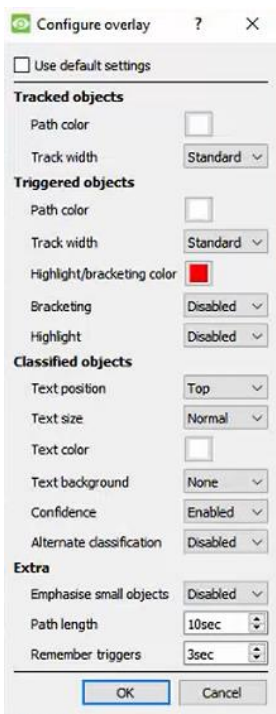 Configure overlay ? ×
Use default settings
Tracked objects
Path color
Track width Standard
Triggered objects
Path color
Track width Standard
Highlight/bracketing color
Bracketing Disabled
Highlight Disabled
Classified objects
Text position Top
Text size Normal
Text color
Text background None
Confidence Enabled
Alternate classification Disabled
Extra
Emphasise small objects Disabled
Path length 10sec
Remember triggers 3sec
OK Cancel